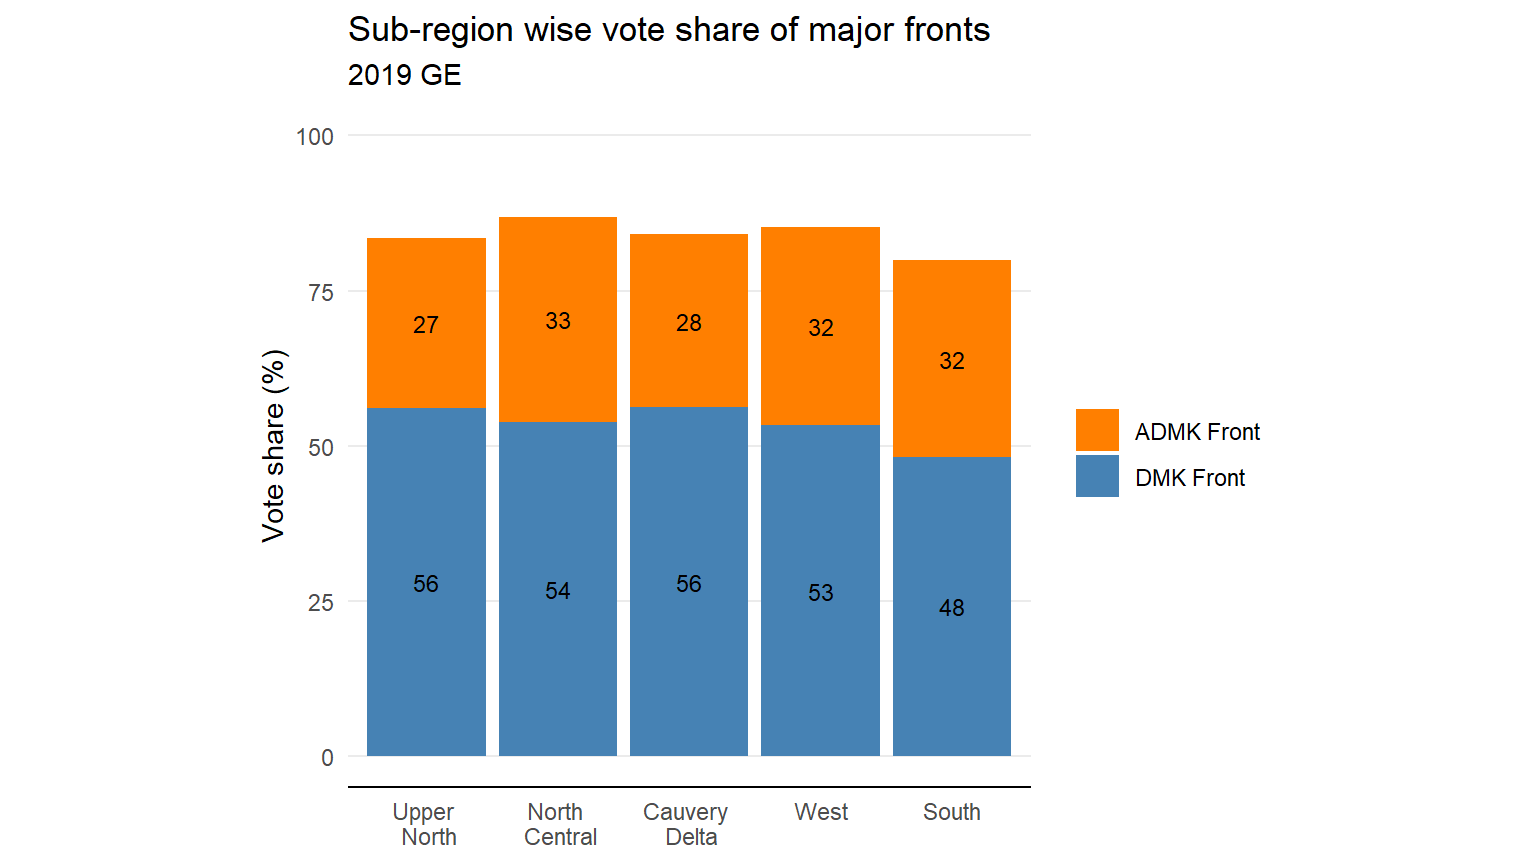 Sub-region wise vote share of major fronts
2019 GE
Vote share (%)
100
75
50
25
0
27
33
28
32
32
56
54
56
53
48
Upper
North
North
Central
Cauvery
Delta
West
South
ADMK Front
DMK Front